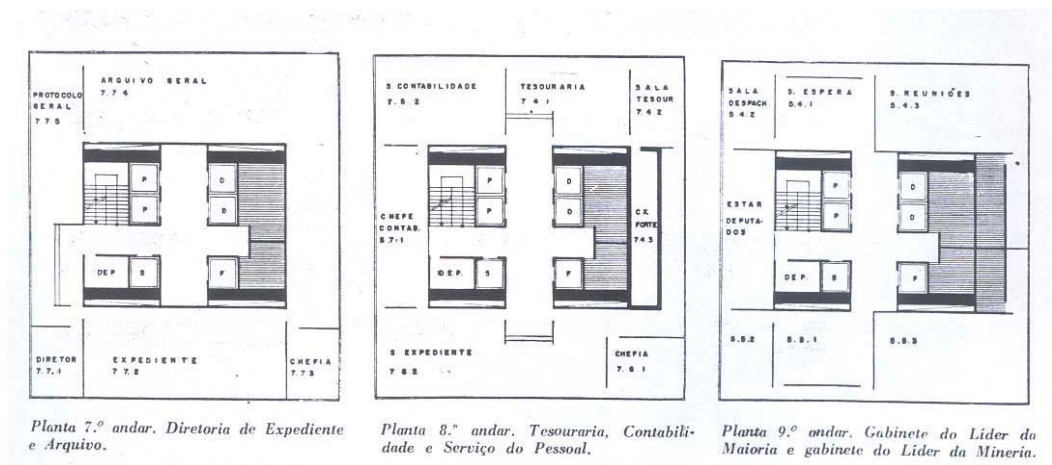 ARQUIVO GERAL
7.7.4
PROTOCOLO
GERAL
7.7.5
P
D
P
D
DEP
S
F
DIRETOR
7.7.1
EXPEDIENTE
7.7.2
CHEFIA
7.7.3
Planta 7.º andar. Diretoria de Expediente
e Arquivo.
S CONTABILIDADE
7.6.2
TESOURARIA
7 4 1
SALA
TESOUR.
7.4 2
P
D
P
D
CHEFE
CONTAB.
5.7.1
CX.
FORTE
7.4.3
DEP.
S
F
S. EXPEDIENTE
7 6 2
CHEFIA
7. 6 1
Planta 8.º andar. Tesouraria, Contabili-
dade e Serviço do Pessoal.
SALA
DESPACH
5.4.2
S. ESPERA
5.4.1
S. REUNIÕES
5.4.3
P
D
P
D
ESTAR
DEPUTA-
DOS
DEP.
S
F
5.5.2
5.5.1
5.5.3
Planta 9.º ondar. Gabinete do Lider da
Maioria e gabinete do Lider da Mineria.